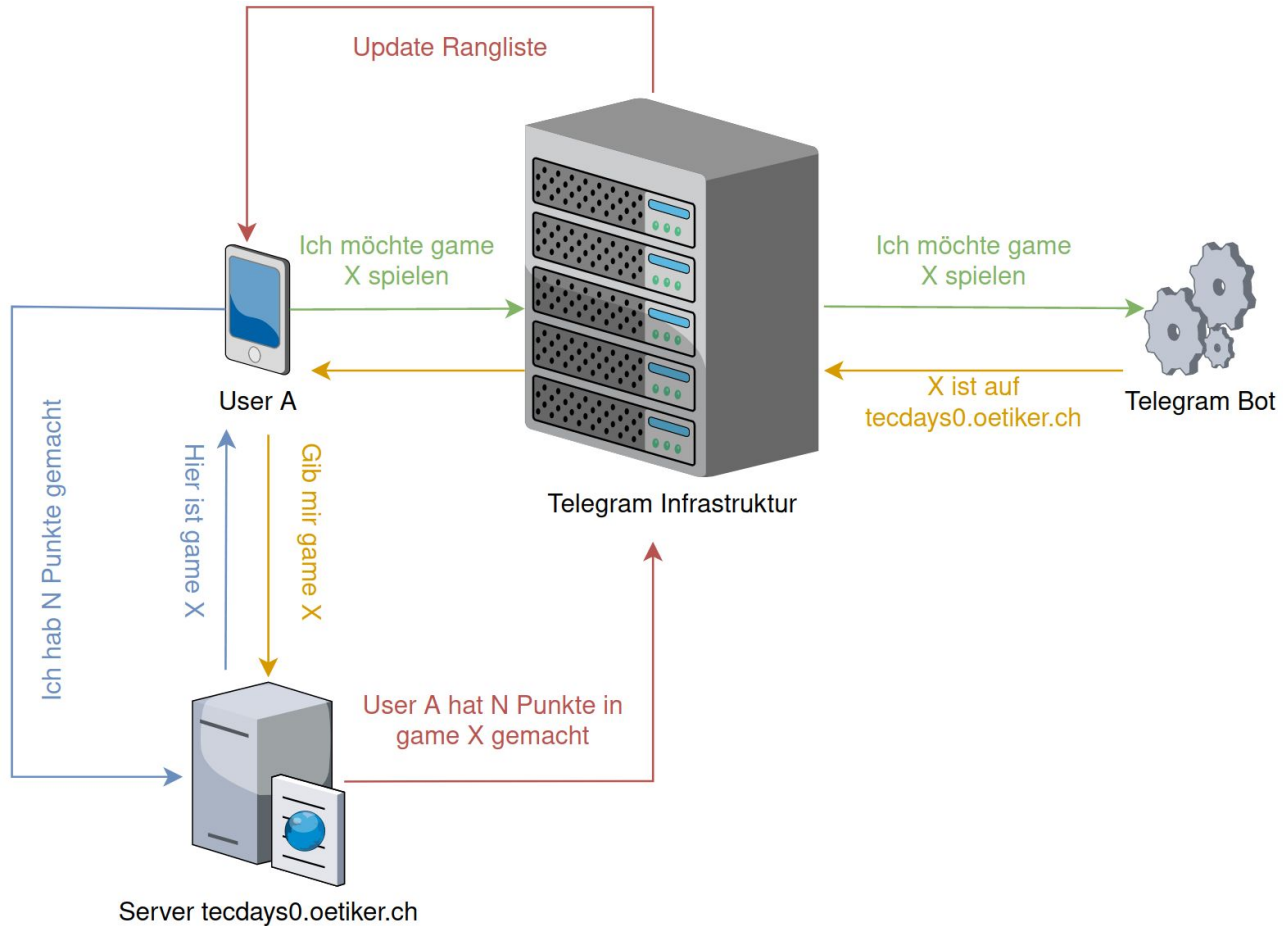 Update Rangliste
Ich möchte game
X spielen
Ich möchte game
X spielen
User A
X ist auf
tecdays0.oetiker.ch
Telegram Bot
Telegram Infrastruktur
Ich hab N Punkte gemacht
Hier ist game X
Gib mir game X
User A hat N Punkte in
game X gemacht
Server tecdays0.oetiker.ch